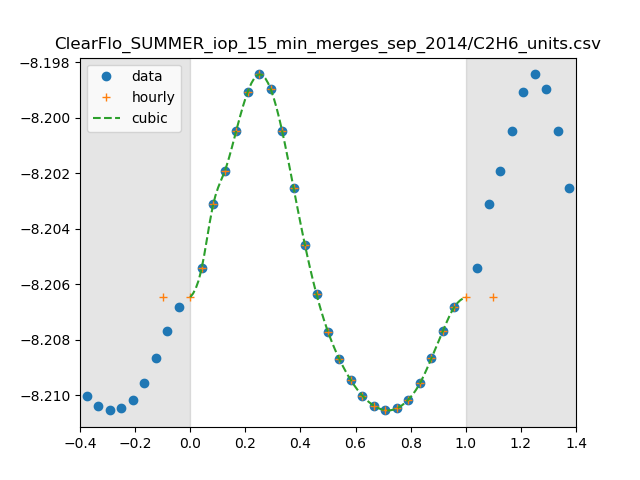 ClearFlo_SUMMER_iop_15_min_merges_sep_2014/C2H6_units.csv
data
hourly
cubic
−8.198
−8.200
−8.202
−8.204
−8.206
−8.208
−8.210
−0.4 −0.2 0.0 0.2 0.4 0.6 0.8 1.0 1.2 1.4